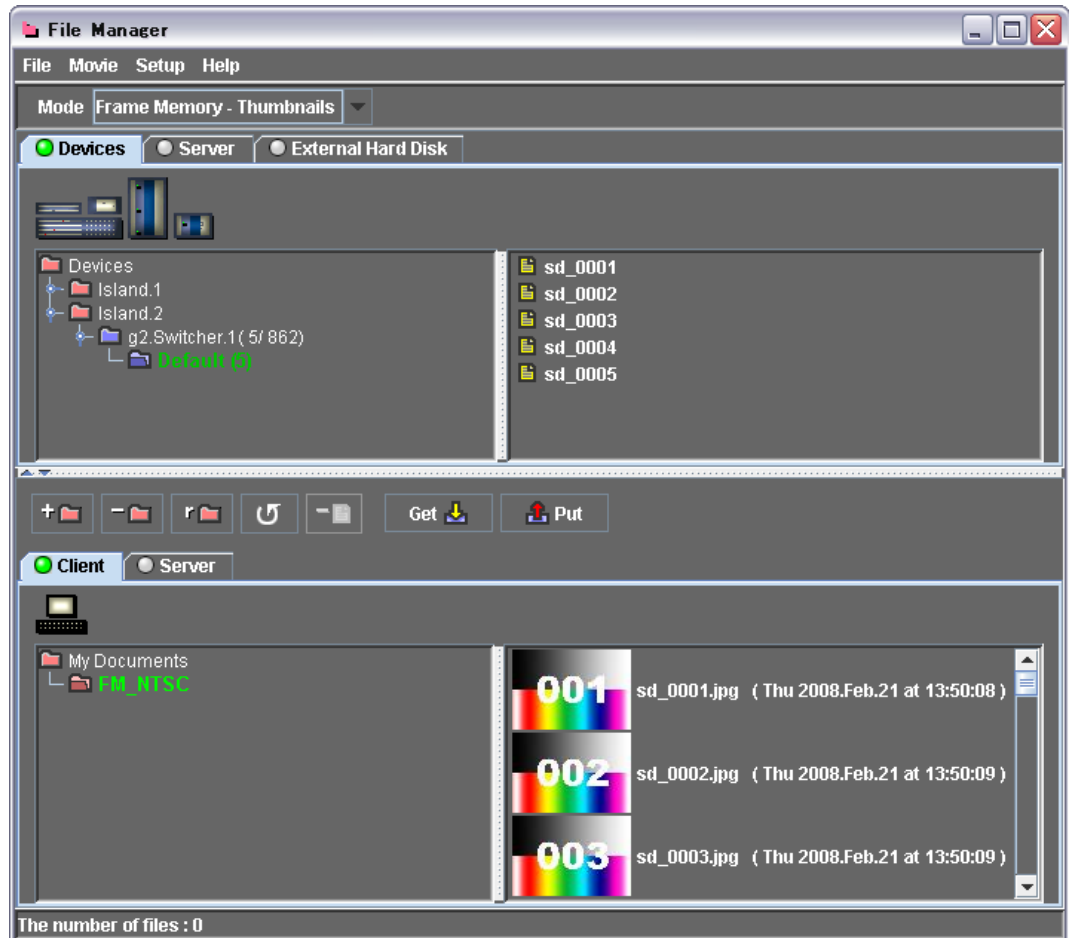 File Manager
File Movie Setup Help
Mode Frame Memory - Thumbnails
Devices Server External Hard Disk
Devices
Island.1
Island.2
g2.Switcher.1( 5/ 862)
Default (5)
sd_0001
sd_0002
sd_0003
sd_0004
sd_0005
+ - r - Get Put
Client Server
My Documents
FM_NTSC
001 sd_0001.jpg ( Thu 2008.Feb.21 at 13:50:08 )
002 sd_0002.jpg ( Thu 2008.Feb.21 at 13:50:09 )
003 sd_0003.jpg ( Thu 2008.Feb.21 at 13:50:09 )
The number of files : 0